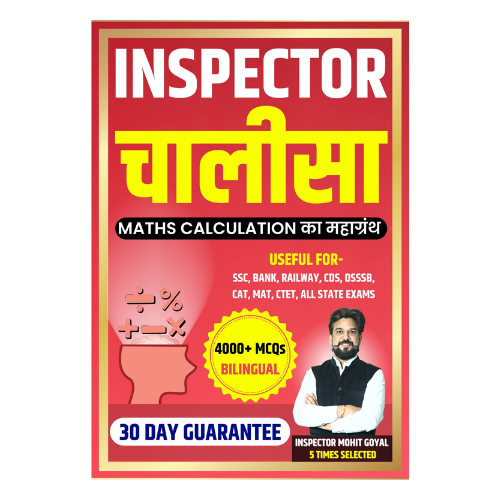 INSPECTOR
चालीसा
MATHS CALCULATION का महाग्रंथ
USEFUL FOR-
SSC, BANK, RAILWAY, CDS, DSSSB,
CAT, MAT, CTET, ALL STATE EXAMS
4000+ MCQs
BILINGUAL
30 DAY GUARANTEE
INSPECTOR MOHIT GOYAL
5 TIMES SELECTED